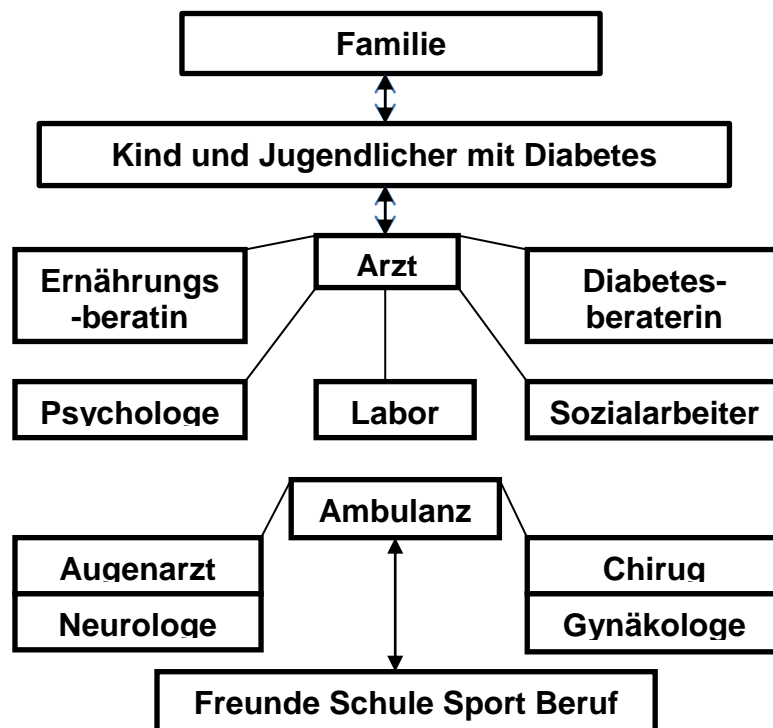 Familie
Kind und Jugendlicher mit Diabetes
Arzt
Ernährungs
-beratin
Diabetes-
beraterin
Psychologe
Labor
Sozialarbeiter
Ambulanz
Augenarzt
Chirug
Neurologe
Gynäkologe
Freunde Schule Sport Beruf